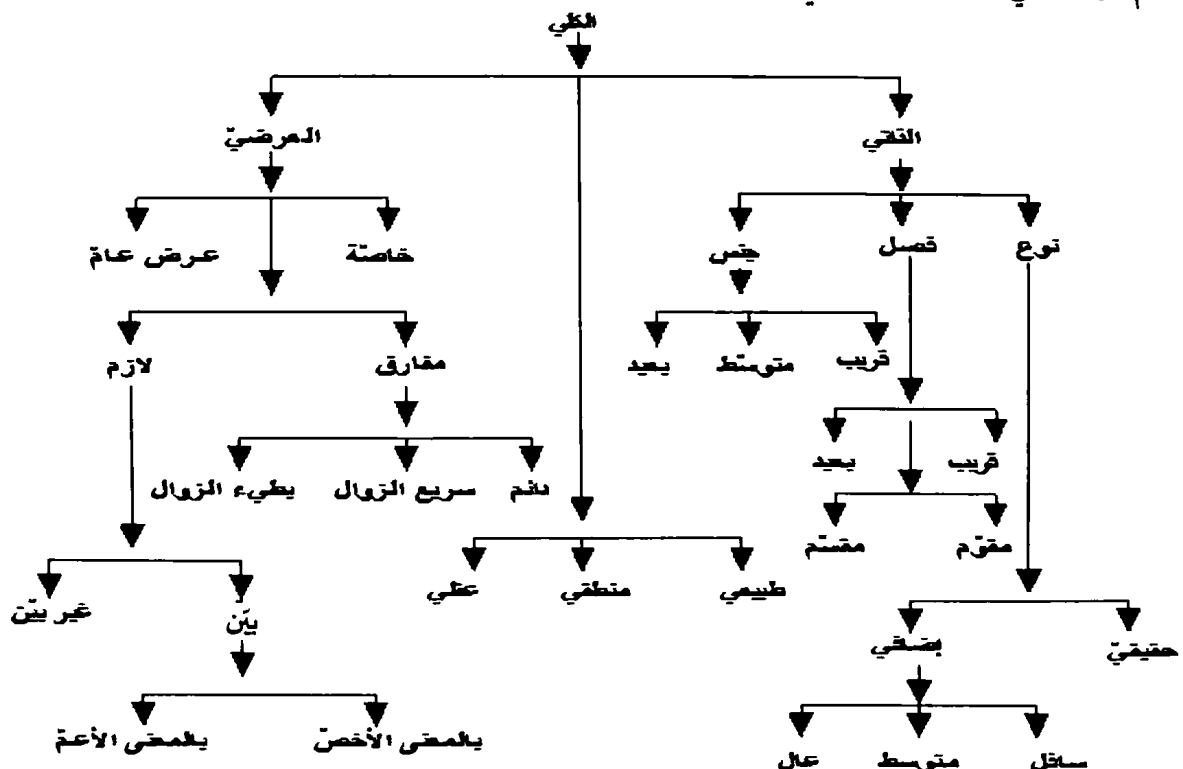 الكلي
الذاتي
العرضيّ
نوع
فصل
جنس
خاصّة
عرض عامّ
قريب
متوسّط
بعيد
مفارق
لازم
قريب
بعيد
دائم
سريع الزوال
بطيء الزوال
مقوّم
مقسّم
طبيعي
منطقي
عقلي
بيّن
غير بيّن
حقيقيّ
إضافي
بالمعنى الأخصّ
بالمعنى الأعمّ
سافل
متوسط
عال